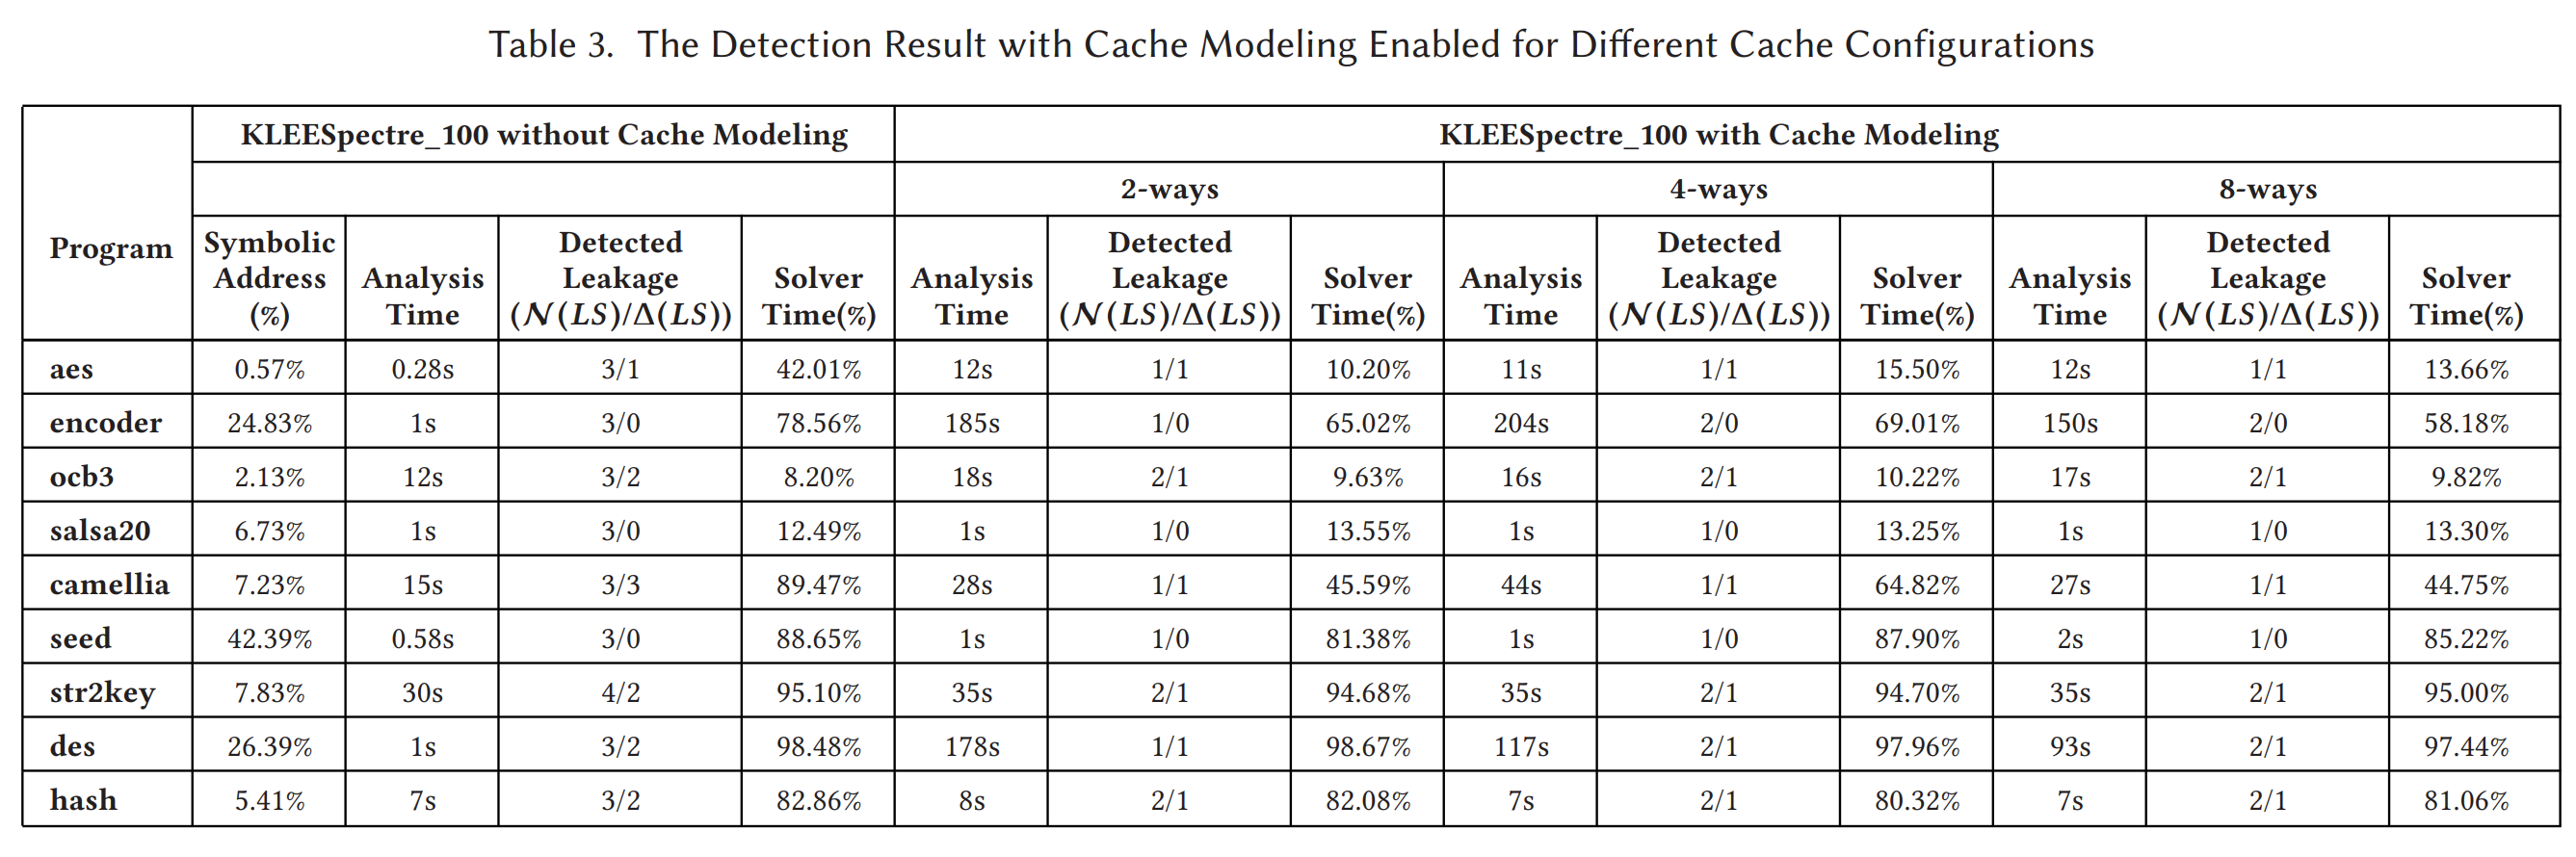 Table 3. The Detection Result with Cache Modeling Enabled for Different Cache Configurations
Program | KLEESpectre_100 without Cache Modeling | KLEESpectre_100 with Cache Modeling
2-ways | 4-ways | 8-ways
Symbolic Address (%) | Analysis Time | Detected Leakage (𝒩(LS)/Δ(LS)) | Solver Time(%) | Analysis Time | Detected Leakage (𝒩(LS)/Δ(LS)) | Solver Time(%) | Analysis Time | Detected Leakage (𝒩(LS)/Δ(LS)) | Solver Time(%) | Analysis Time | Detected Leakage (𝒩(LS)/Δ(LS)) | Solver Time(%)
aes | 0.57% | 0.28s | 3/1 | 42.01% | 12s | 1/1 | 10.20% | 11s | 1/1 | 15.50% | 12s | 1/1 | 13.66%
encoder | 24.83% | 1s | 3/0 | 78.56% | 185s | 1/0 | 65.02% | 204s | 2/0 | 69.01% | 150s | 2/0 | 58.18%
ocb3 | 2.13% | 12s | 3/2 | 8.20% | 18s | 2/1 | 9.63% | 16s | 2/1 | 10.22% | 17s | 2/1 | 9.82%
salsa20 | 6.73% | 1s | 3/0 | 12.49% | 1s | 1/0 | 13.55% | 1s | 1/0 | 13.25% | 1s | 1/0 | 13.30%
camellia | 7.23% | 15s | 3/3 | 89.47% | 28s | 1/1 | 45.59% | 44s | 1/1 | 64.82% | 27s | 1/1 | 44.75%
seed | 42.39% | 0.58s | 3/0 | 88.65% | 1s | 1/0 | 81.38% | 1s | 1/0 | 87.90% | 2s | 1/0 | 85.22%
str2key | 7.83% | 30s | 4/2 | 95.10% | 35s | 2/1 | 94.68% | 35s | 2/1 | 94.70% | 35s | 2/1 | 95.00%
des | 26.39% | 1s | 3/2 | 98.48% | 178s | 1/1 | 98.67% | 117s | 2/1 | 97.96% | 93s | 2/1 | 97.44%
hash | 5.41% | 7s | 3/2 | 82.86% | 8s | 2/1 | 82.08% | 7s | 2/1 | 80.32% | 7s | 2/1 | 81.06%